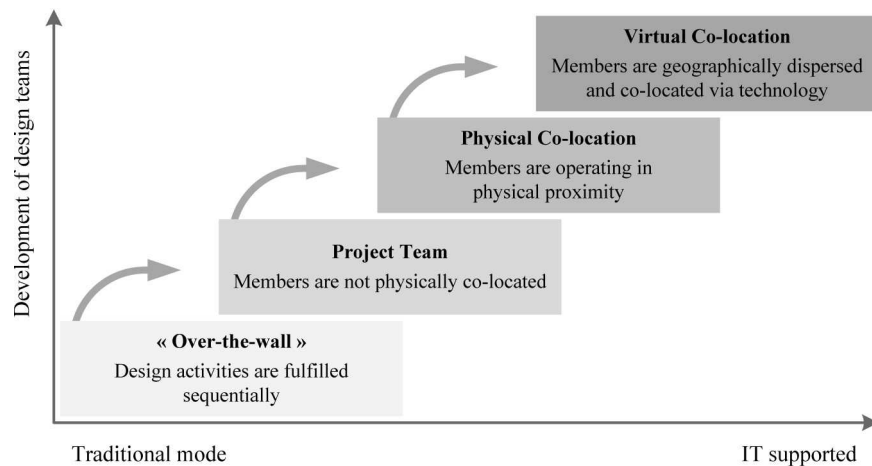 Virtual Co-location
Members are geographically dispersed
and co-located via technology
Physical Co-location
Members are operating in
physical proximity
Project Team
Members are not physically co-located
« Over-the-wall »
Design activities are fulfilled
sequentially
Development of design teams
Traditional mode
IT supported